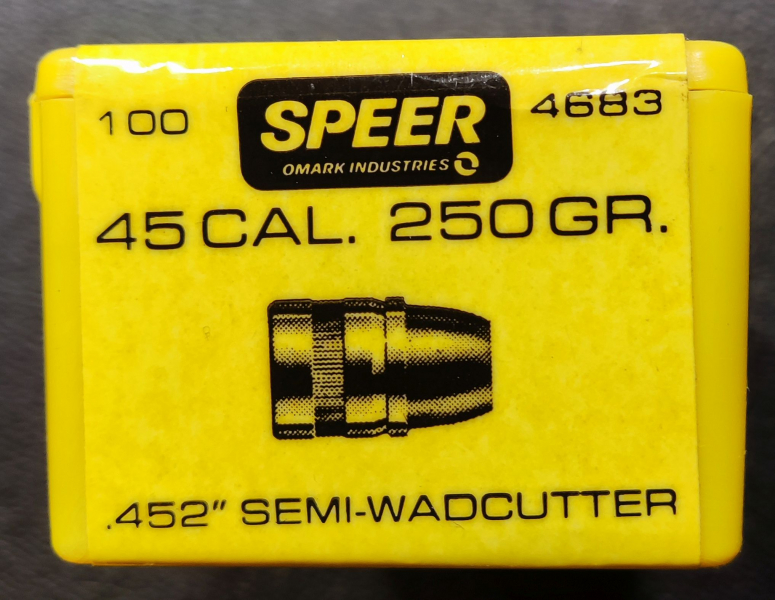 100 SPEER 4683
OMARK INDUSTRIES
45 CAL. 250 GR.
.452" SEMI-WADCUTTER